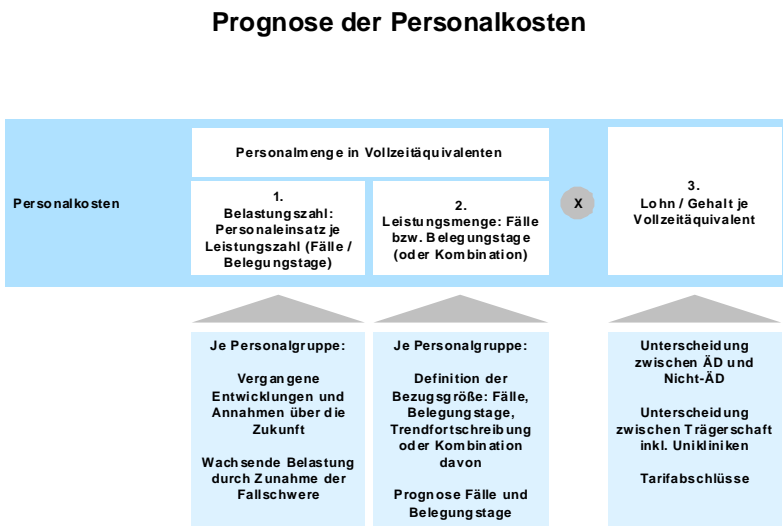 Prognose der Personalkosten
Personalkosten
Personalmenge in Vollzeitäquivalenten
1.
Belastungszahl:
Personaleinsatz je
Leistungszahl (Fälle /
Belegungstage)
2.
Leistungsmenge: Fälle
bzw. Belegungstage
(oder Kombination)
X
3.
Lohn / Gehalt je
Vollzeitäquivalent
Je Personalgruppe:
Vergangene
Entwicklungen und
Annahmen über die
Zukunft
Wachsende Belastung
durch Zunahme der
Fallschwere
Je Personalgruppe:
Definition der
Bezugsgröße: Fälle,
Belegungstage,
Trendfortschreibung
oder Kombination
davon
Prognose Fälle und
Belegungstage
Unterscheidung
zwischen ÄD und
Nicht-ÄD
Unterscheidung
zwischen Trägerschaft
inkl. Unikliniken
Tarifabschlüsse